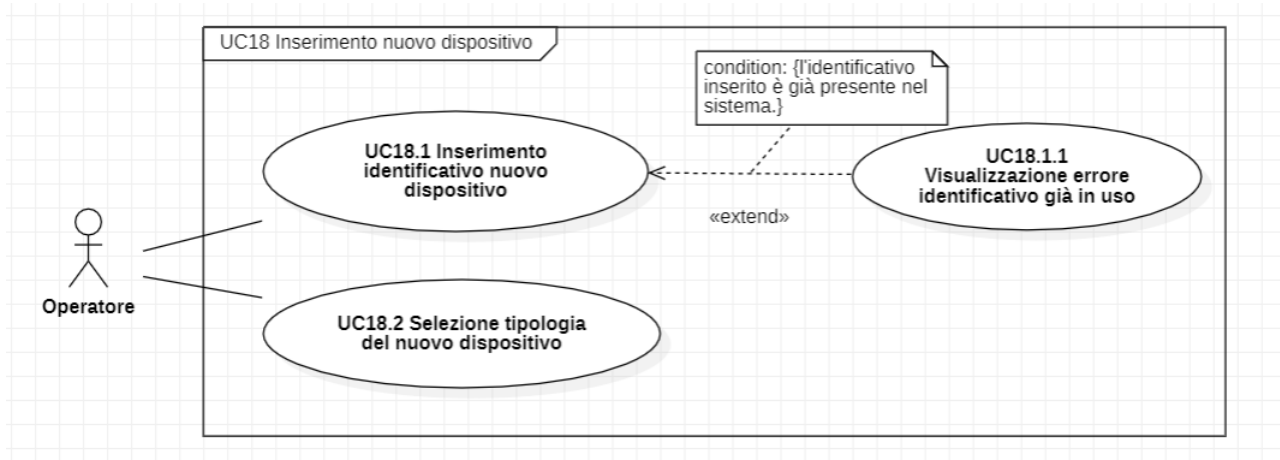 UC18 Inserimento nuovo dispositivo
condition: {l'identificativo
inserito è già presente nel
sistema.}
UC18.1 Inserimento
identificativo nuovo
dispositivo
UC18.1.1
Visualizzazione errore
identificativo già in uso
«extend»
Operatore
UC18.2 Selezione tipologia
del nuovo dispositivo